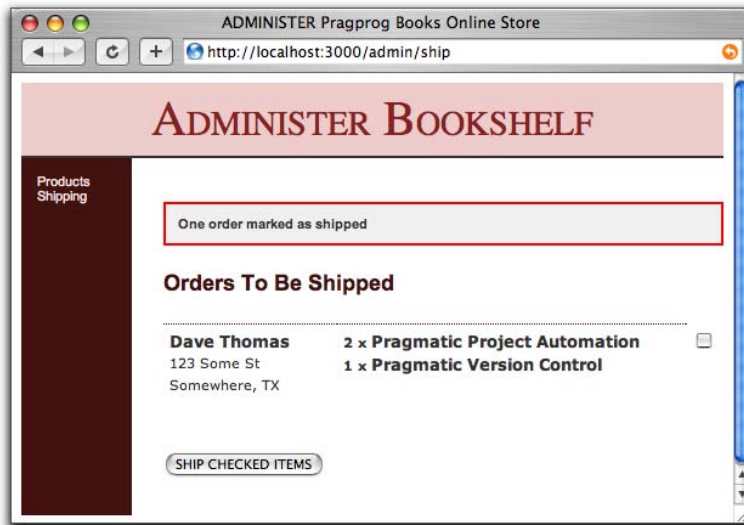 ADMINISTER Pragprog Books Online Store
http://localhost:3000/admin/ship
ADMINISTER BOOKSHELF
Products
Shipping
One order marked as shipped
Orders To Be Shipped
Dave Thomas
2 x Pragmatic Project Automation
123 Some St
1 x Pragmatic Version Control
Somewhere, TX
SHIP CHECKED ITEMS